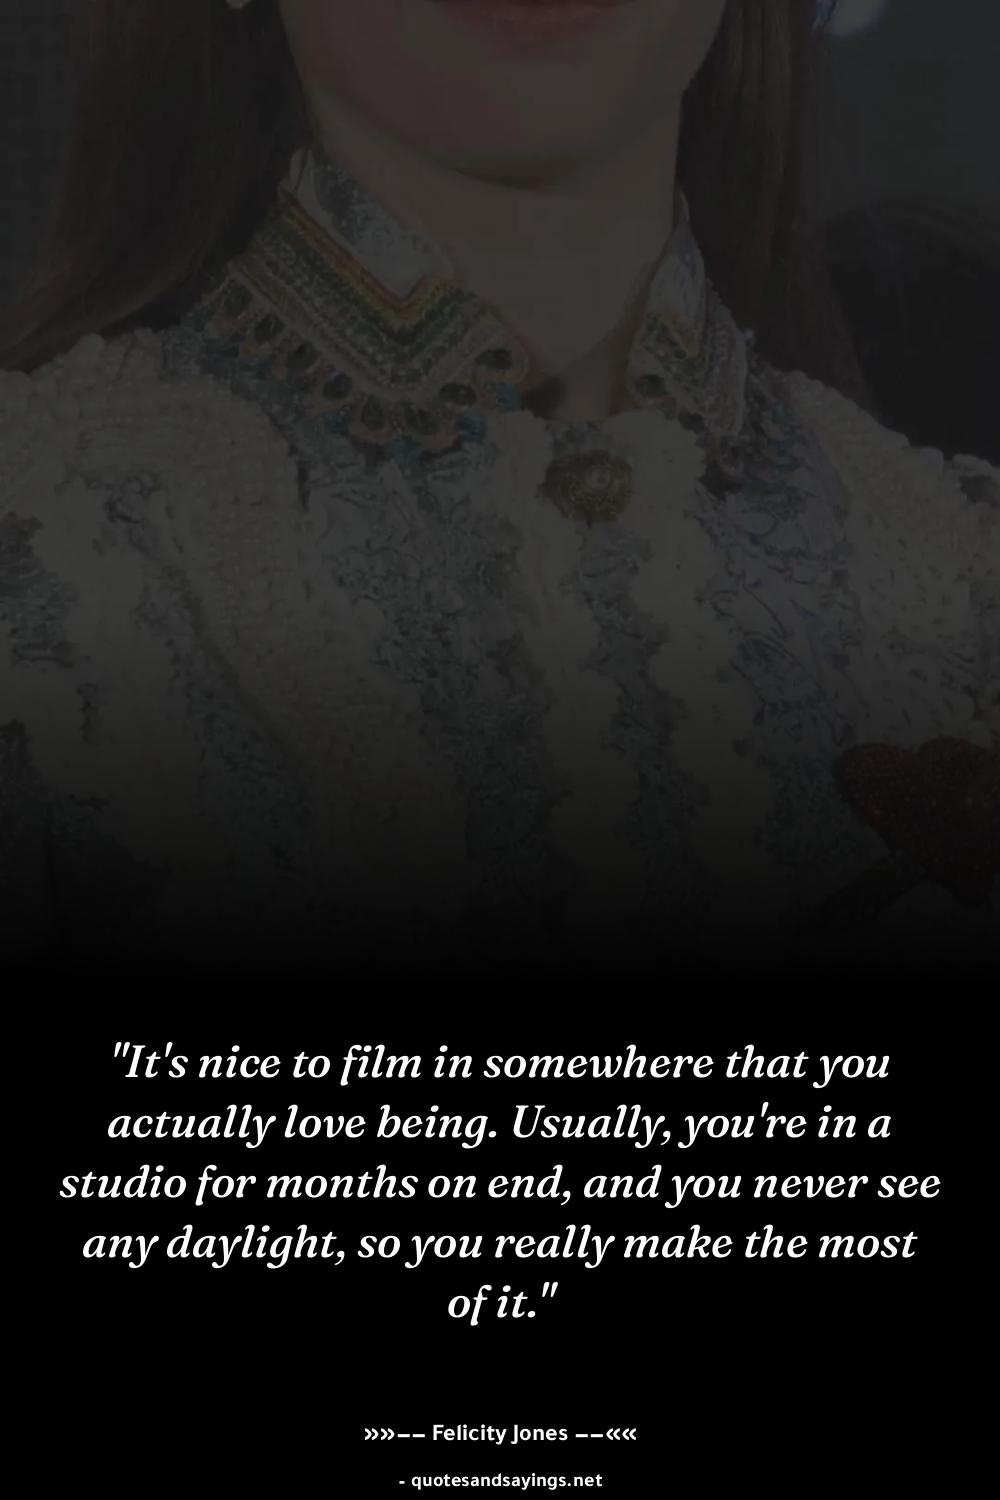 "It's nice to film in somewhere that you
actually love being. Usually, you're in a
studio for months on end, and you never see
any daylight, so you really make the most
of it."
»»−− Felicity Jones −−««
- quotesandsayings.net